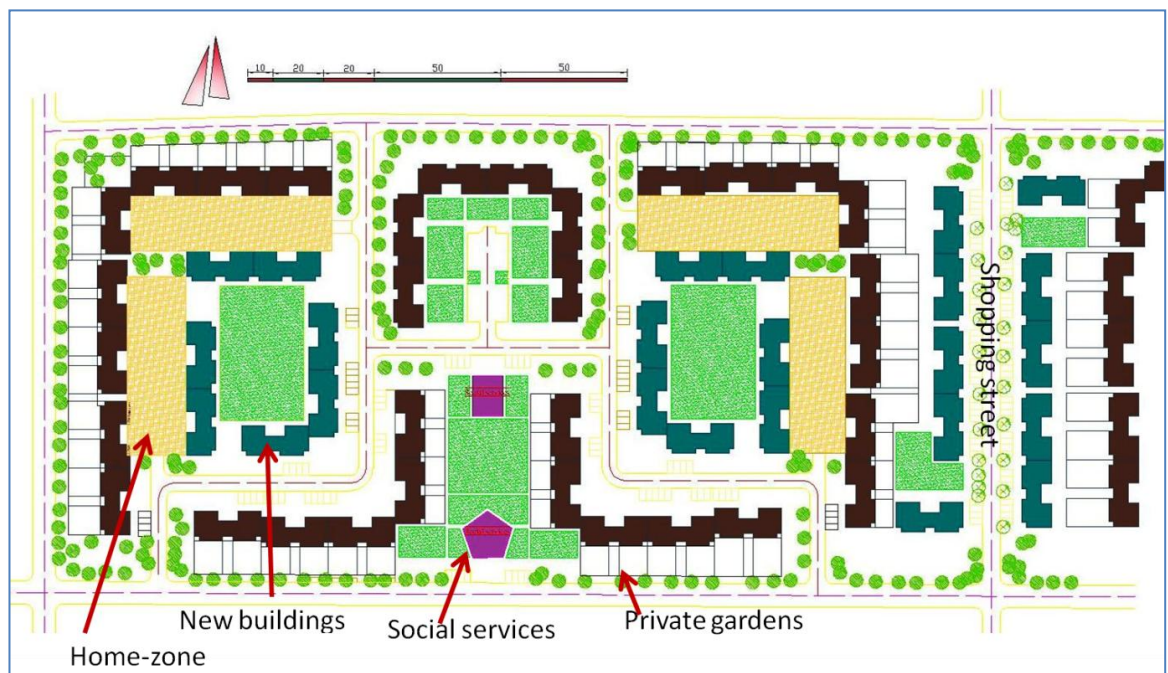 10 20 20 50 50
Shopping street
New buildings
Social services
Private gardens
Home-zone